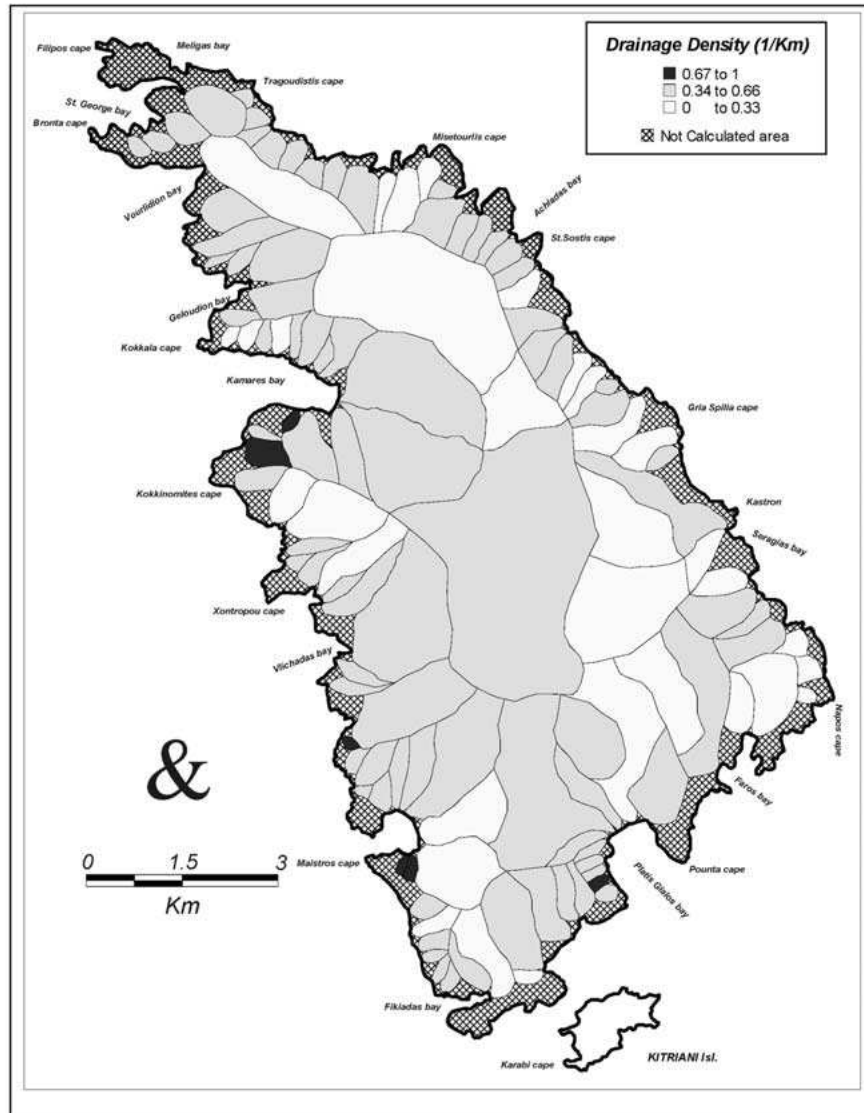 Filipos cape
Meligas bay
Tragoudistis cape
St. George bay
Bronta cape
Drainage Density (1/Km)
0.67 to 1
0.34 to 0.66
0 to 0.33
Not Calculated area
Misetourlis cape
Vourlidion bay
Achladas bay
St.Sostis cape
Geloudion bay
Kokkala cape
Kamares bay
Gria Spilia cape
Kokkinomites cape
Kastron
Seragias bay
Xontropou cape
Vlichadas bay
Napos cape
&
Faros bay
0 1.5 3
Km
Maistros cape
Pounta cape
Platis Gialos bay
Fikiadas bay
Karabi cape
KITRIANI Isl.